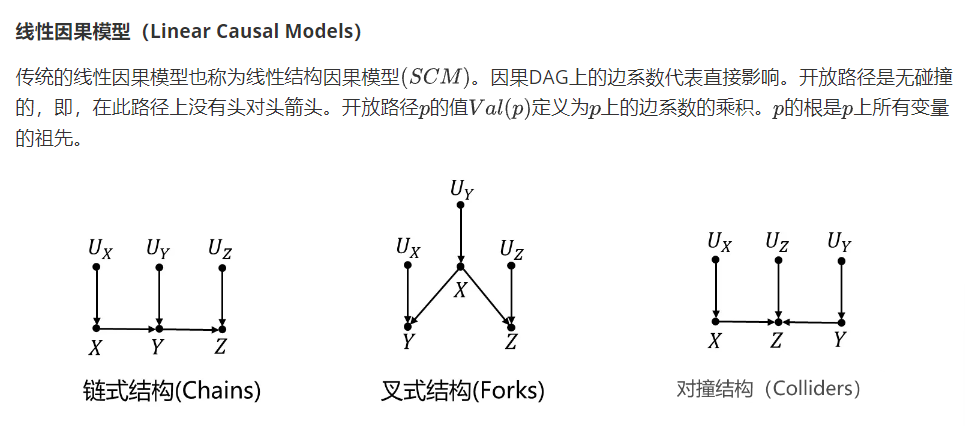 线性因果模型（Linear Causal Models）
传统的线性因果模型也称为线性结构因果模型(SCM)。因果DAG上的边系数代表直接影响。开放路径是无碰撞
的，即，在此路径上没有头对头箭头。开放路径p的值Val(p)定义为p上的边系数的乘积。p的根是p上所有变量
的祖先。
U_X U_Y U_Z
X Y Z
链式结构(Chains)
U_Y
U_X U_Z
X
Y Z
叉式结构(Forks)
U_X U_Z U_Y
X Z Y
对撞结构（Colliders）